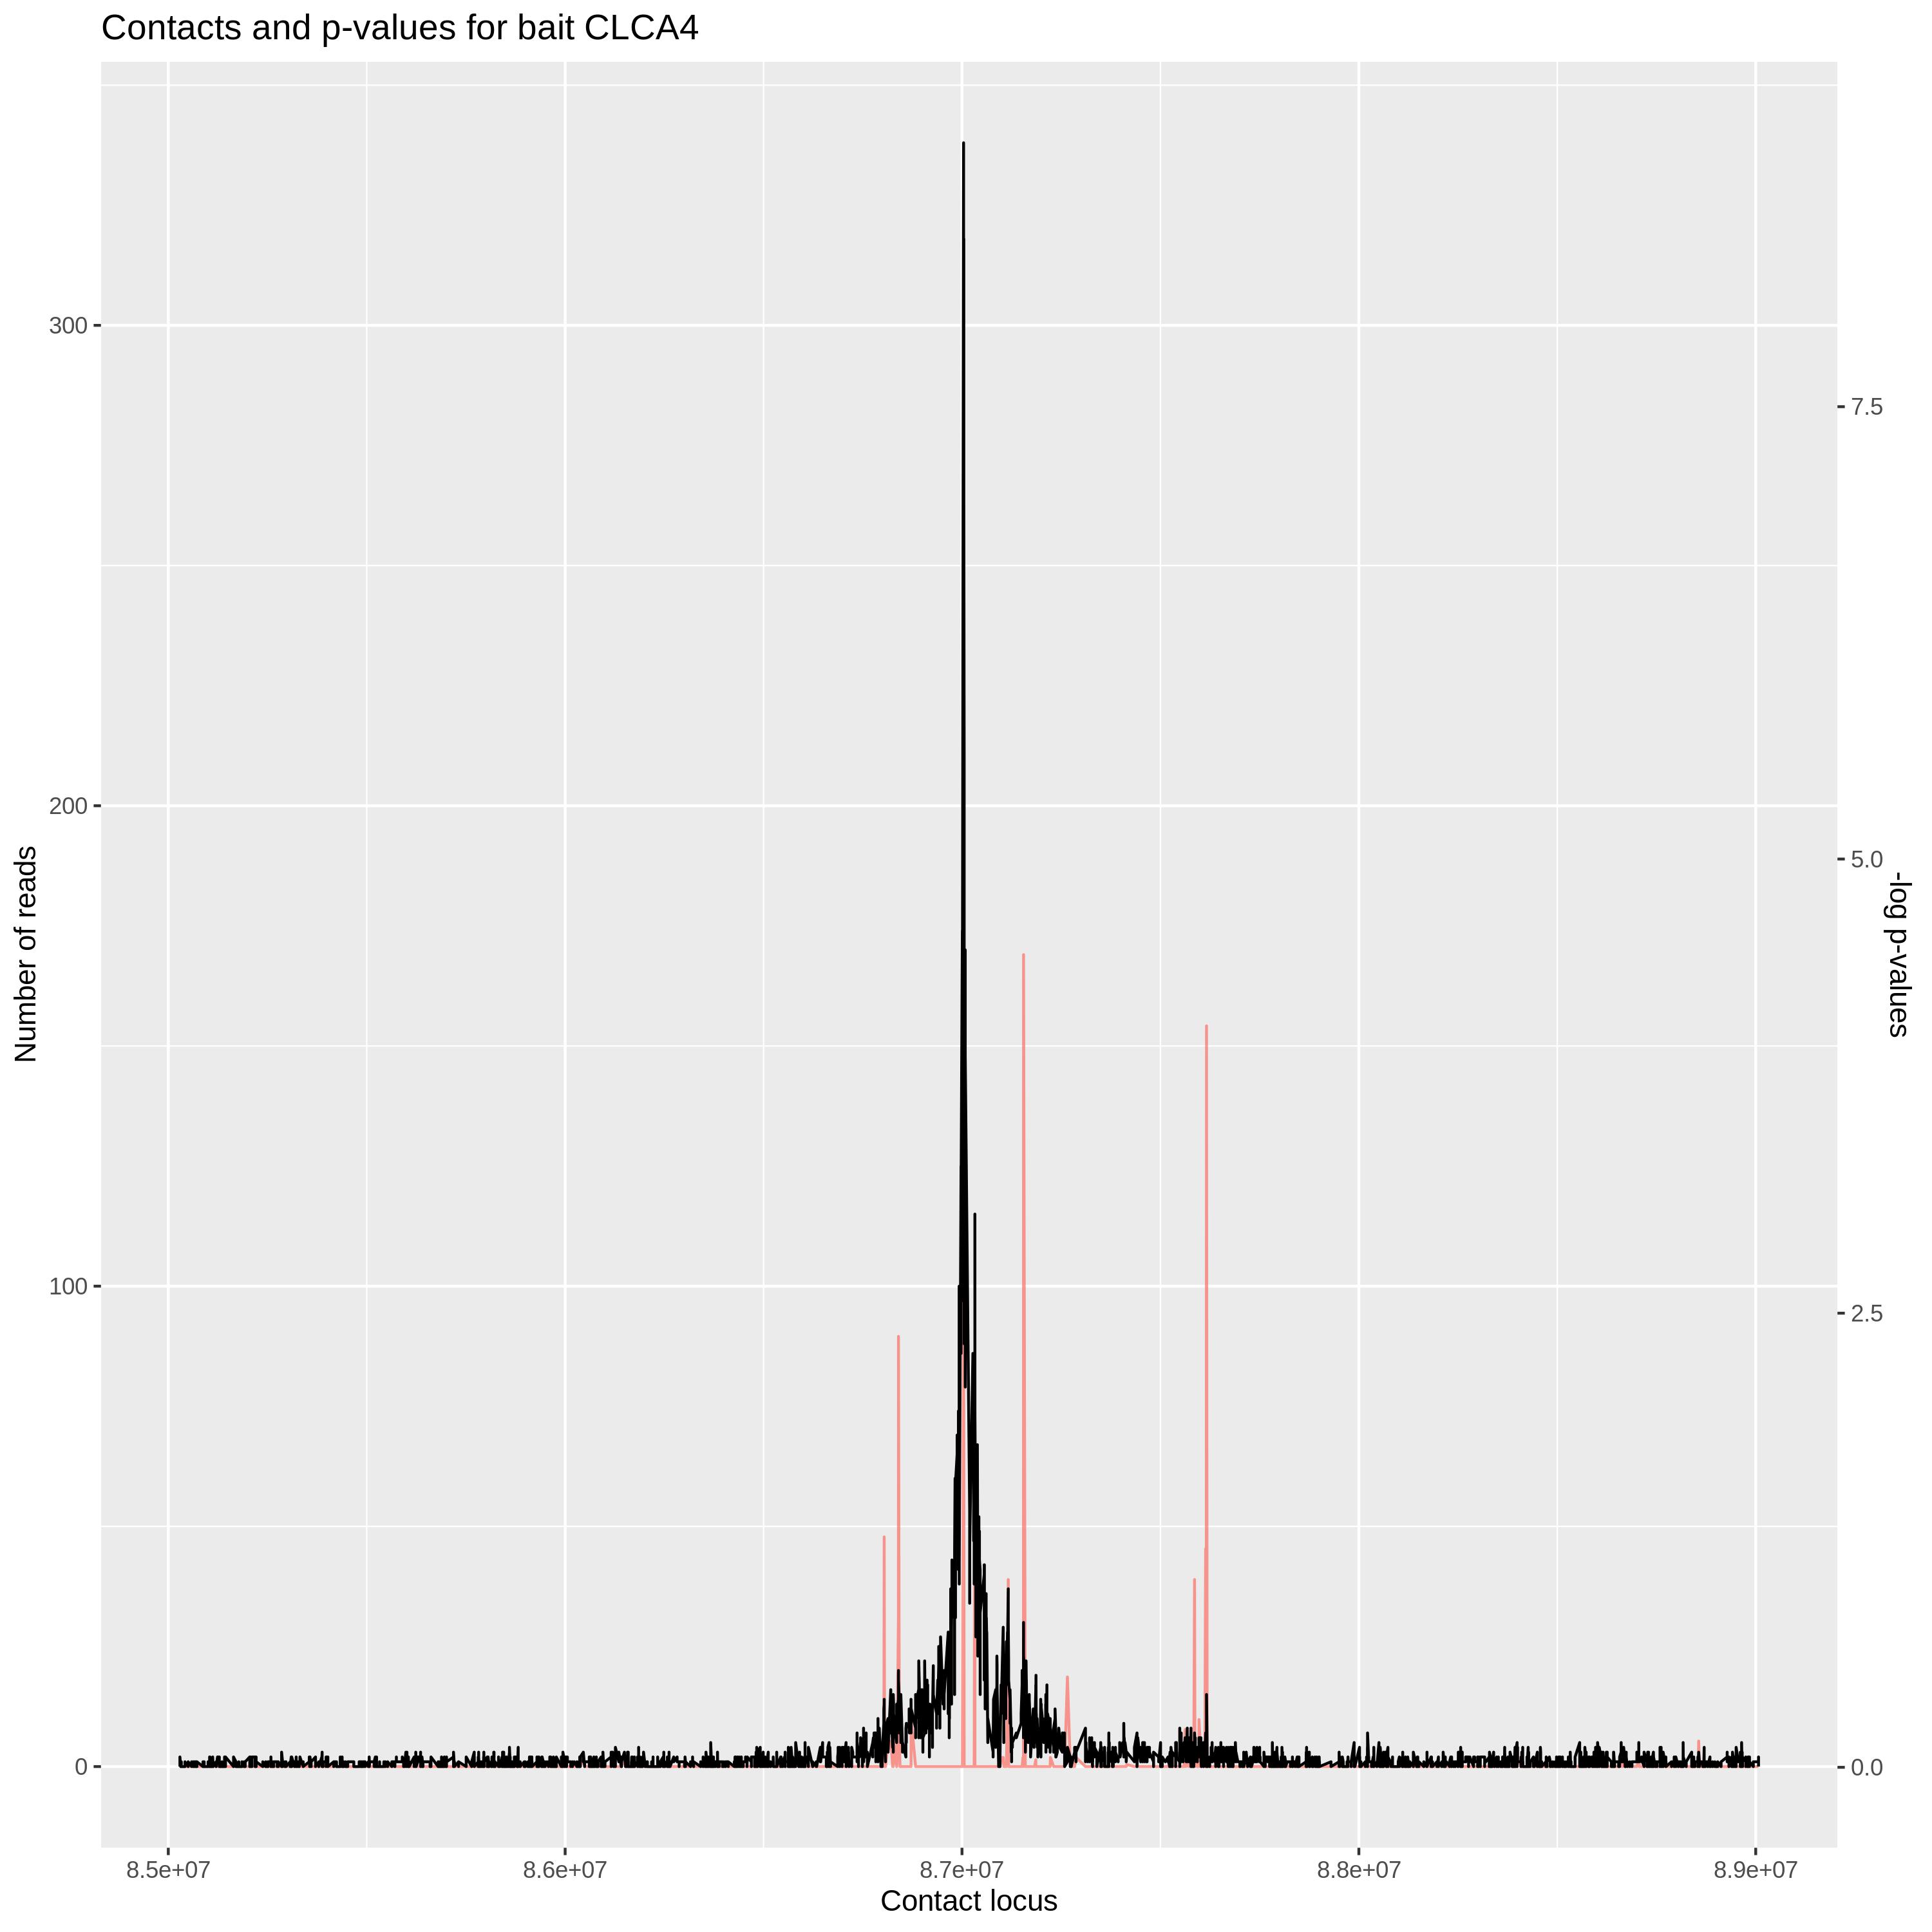 Contacts and p-values for bait CLCA4
Number of reads
300
200
100
0
-log p-values
7.5
5.0
2.5
0.0
8.5e+07
8.6e+07
8.7e+07
8.8e+07
8.9e+07
Contact locus